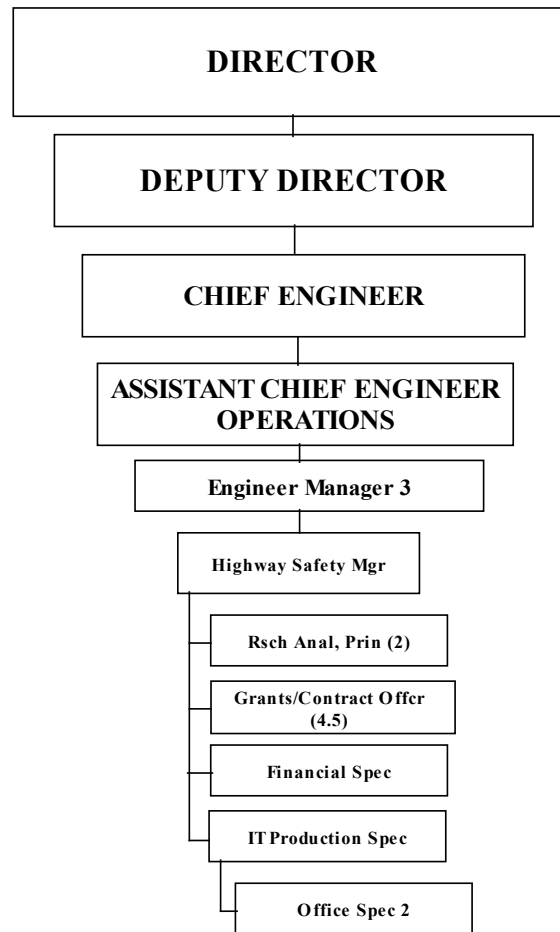 DIRECTOR
DEPUTY DIRECTOR
CHIEF ENGINEER
ASSISTANT CHIEF ENGINEER
OPERATIONS
Engineer Manager 3
Highway Safety Mgr
Rsch Anal, Prin (2)
Grants/Contract Offcr
(4.5)
Financial Spec
IT Production Spec
Office Spec 2